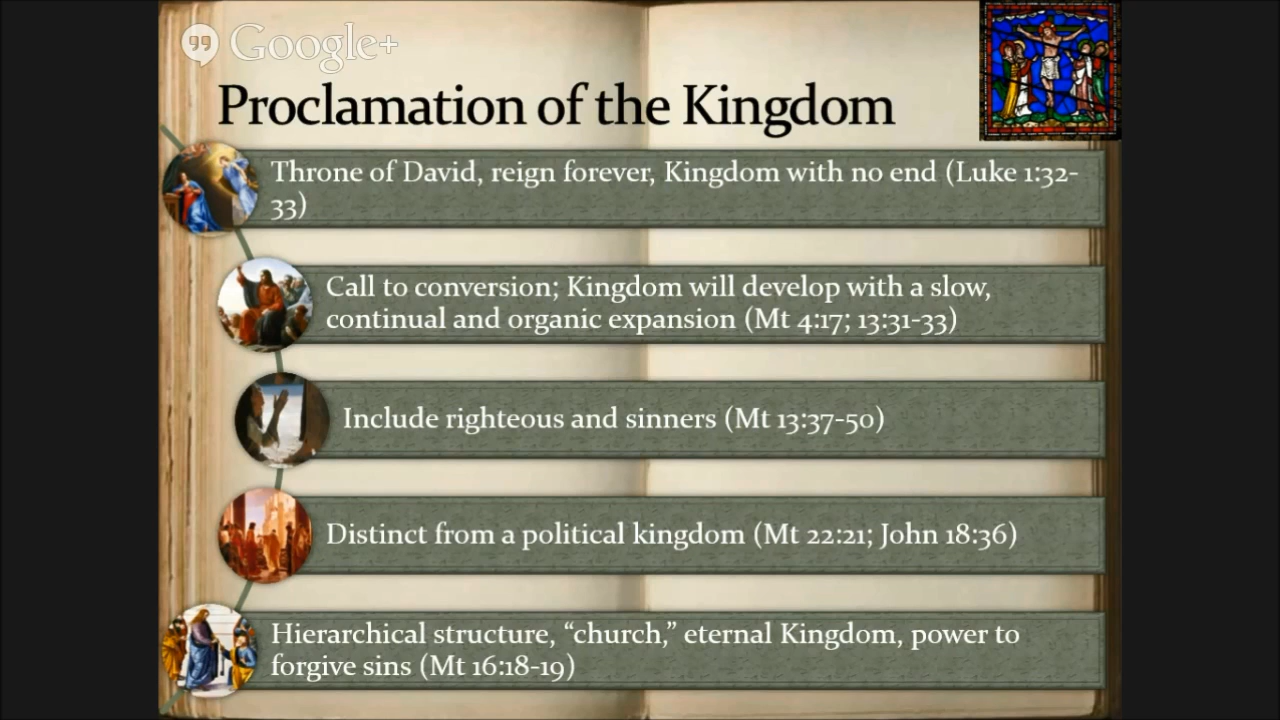 Google+
Proclamation of the Kingdom
Throne of David, reign forever, Kingdom with no end (Luke 1:32-
33)
Call to conversion; Kingdom will develop with a slow,
continual and organic expansion (Mt 4:17; 13:31-33)
Include righteous and sinners (Mt 13:37-50)
Distinct from a political kingdom (Mt 22:21; John 18:36)
Hierarchical structure, “church,” eternal Kingdom, power to
forgive sins (Mt 16:18-19)